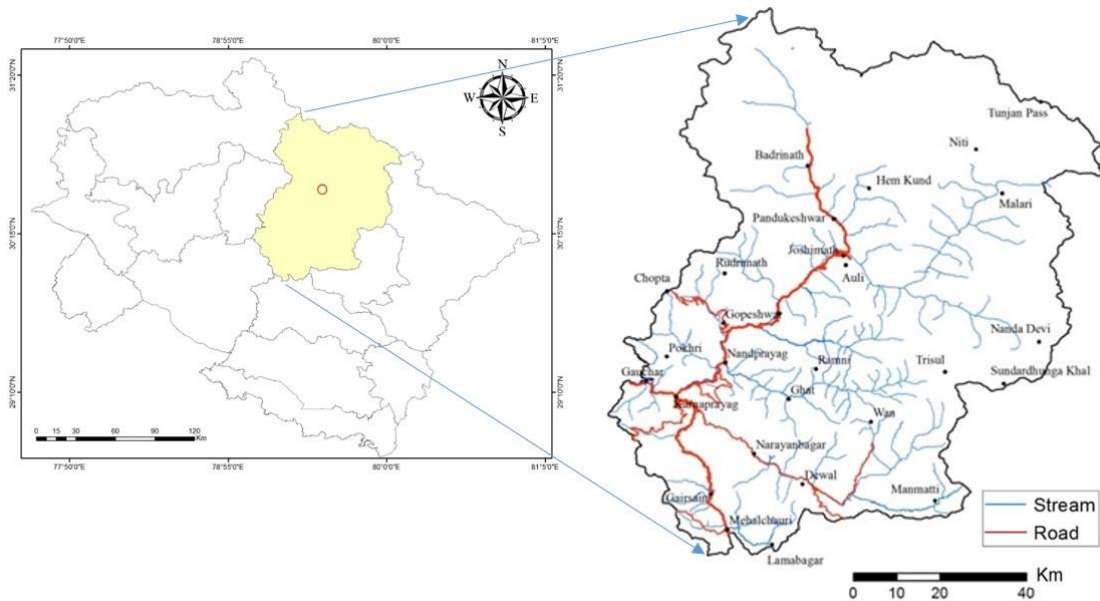 77°50'0"E 78°55'0"E 80°0'0"E 81°5'0"E
31°20'0"N
31°20'0"N
30°15'0"N
30°15'0"N
29°10'0"N
29°10'0"N
N
W E
S
0 15 30 60 90 120
Km
77°50'0"E 78°55'0"E 80°0'0"E 81°5'0"E
Tunjan Pass
Niti
Badrinath
Hem Kund
Malari
Pandukeshwar
Joshimath
Rudranath
Auli
Chopta
Gopeshwar
Nanda Devi
Pokhri
Nandprayag
Ramni
Trisul
Gauchar
Sundardhunga Khal
Ghat
Karnaprayag
Wan
Narayanbagar
Dewal
Manmatti
Gairsain
Mehalchauri
Lamabagar
Stream
Road
Km
0 10 20 40